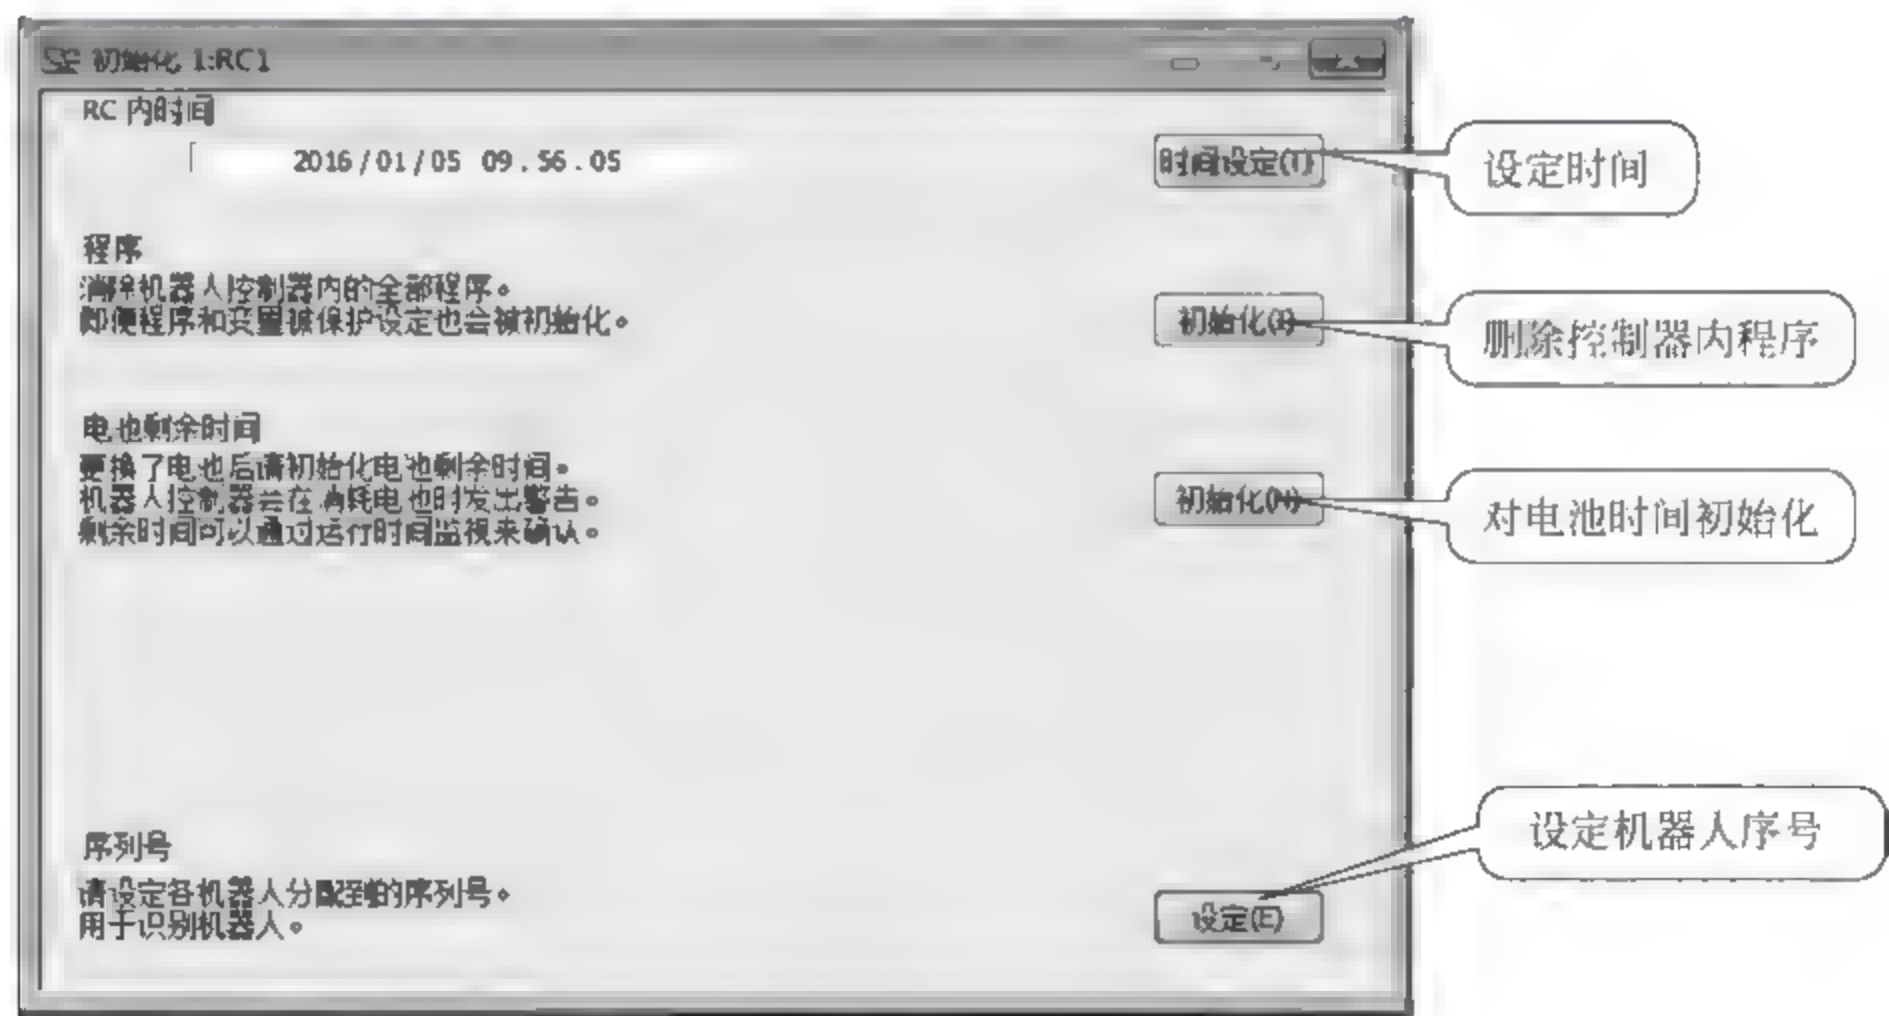 初始化 1:RC1
RC 内时间
2016/01/05 09.56.05
时间设定(T)
设定时间
程序
消除机器人控制器内的全部程序。
即便程序和变量被保护设定也会被初始化。
初始化(I)
删除控制器内程序
电池剩余时间
更换了电池后请初始化电池剩余时间。
机器人控制器会在消耗电池时发出警告。
剩余时间可以通过运行时间监视来确认。
初始化(N)
对电池时间初始化
序列号
请设定各机器人分配到的序列号。
用于识别机器人。
设定(E)
设定机器人序号